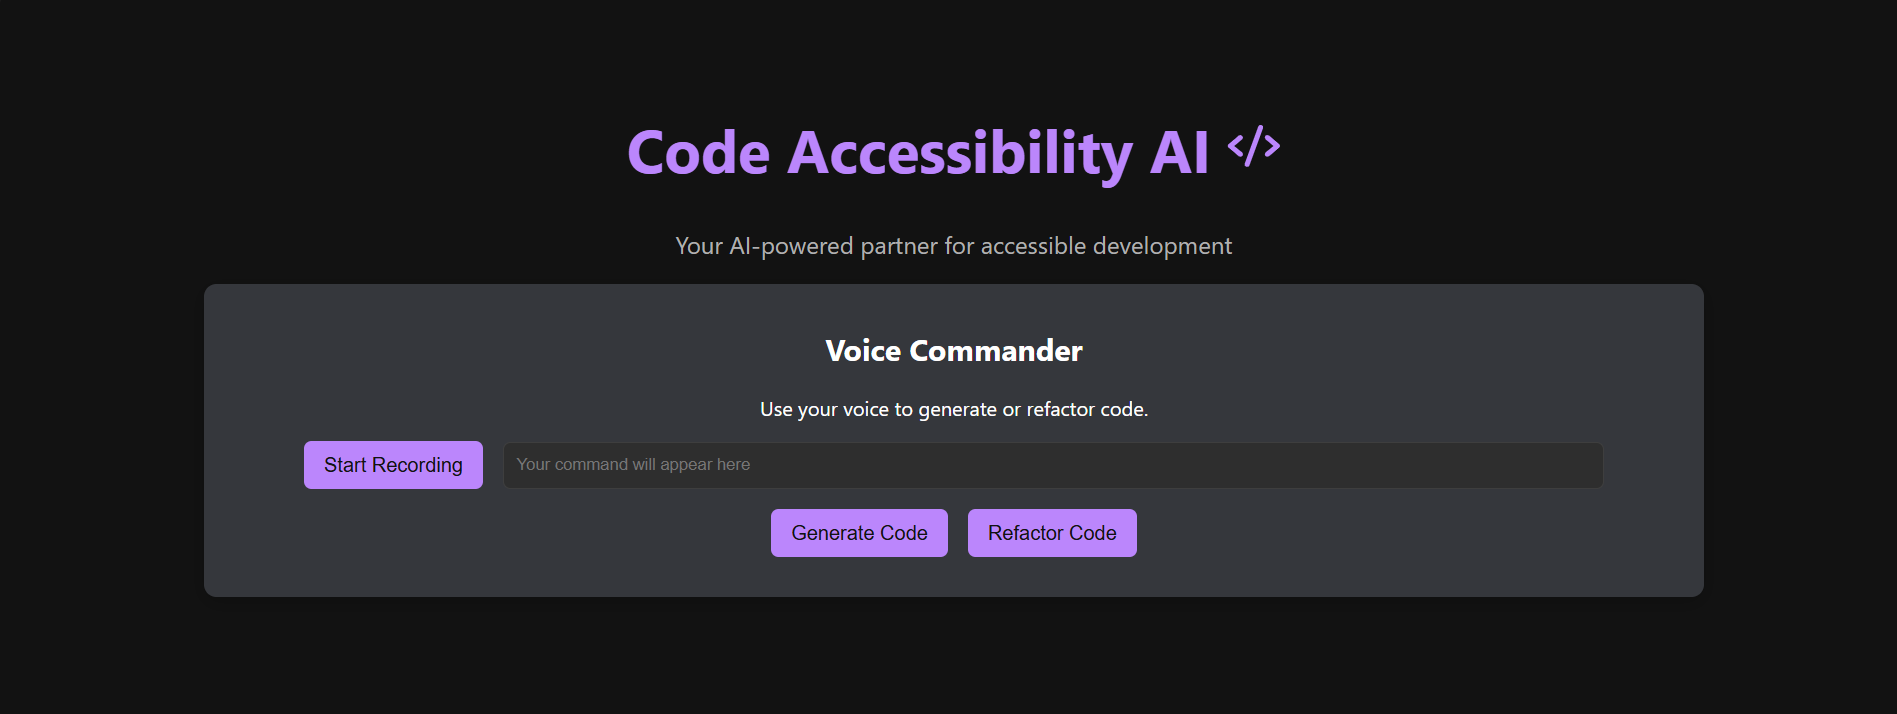 Code Accessibility AI </>
Your AI-powered partner for accessible development
Voice Commander
Use your voice to generate or refactor code.
Start Recording
Your command will appear here
Generate Code
Refactor Code